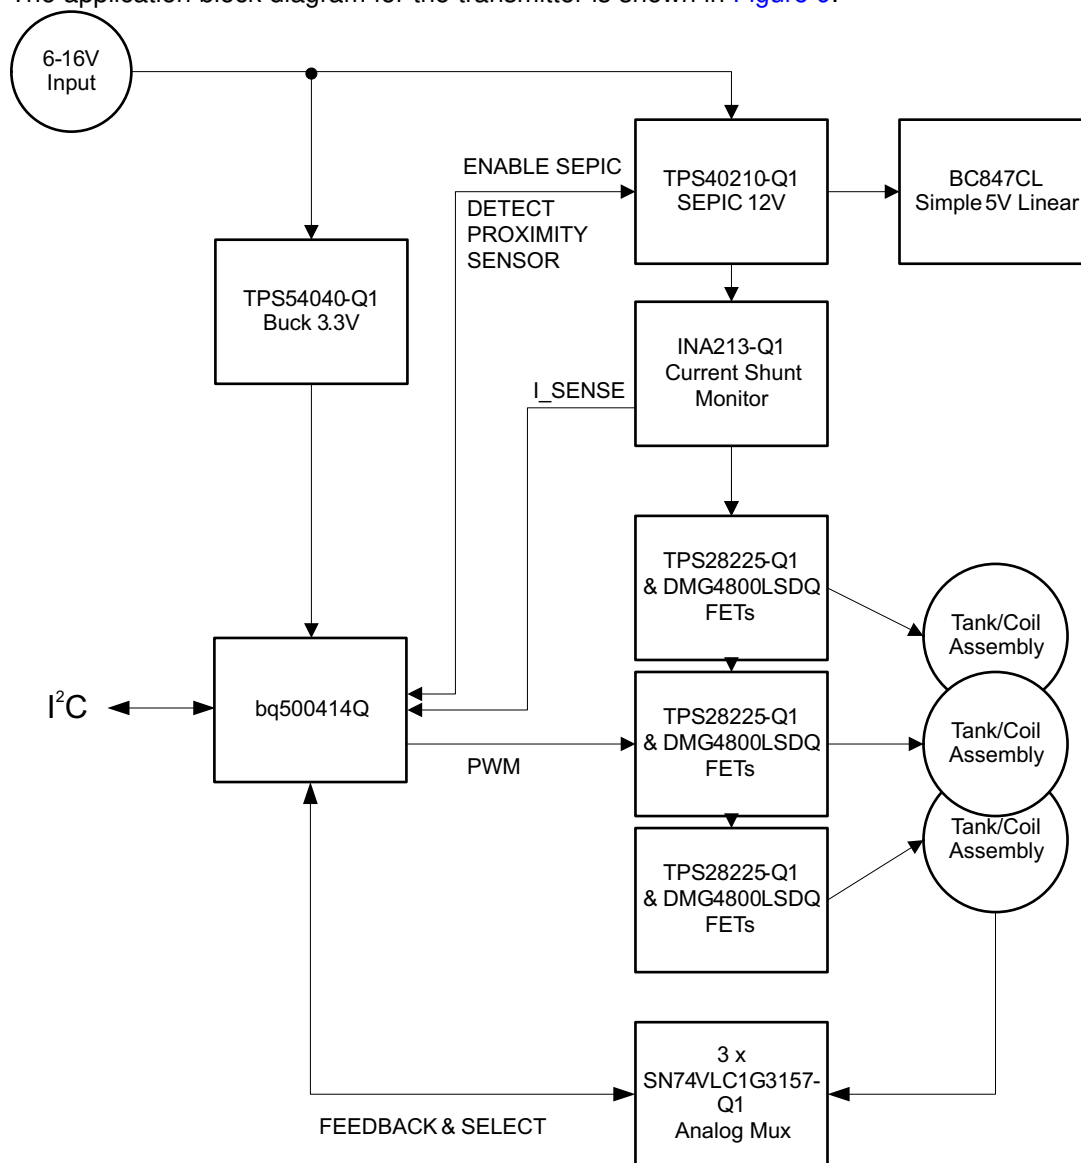 The application block diagram for the transmitter is shown in Figure 9.
6-16V
Input
ENABLE SEPIC
DETECT
PROXIMITY
SENSOR
TPS40210-Q1
SEPIC 12V
BC847CL
Simple 5V Linear
TPS54040-Q1
Buck 3.3V
INA213-Q1
Current Shunt
Monitor
I_SENSE
TPS28225-Q1
& DMG4800LSDQ
FETs
Tank/Coil
Assembly
I²C
bq500414Q
PWM
TPS28225-Q1
& DMG4800LSDQ
FETs
Tank/Coil
Assembly
TPS28225-Q1
& DMG4800LSDQ
FETs
Tank/Coil
Assembly
3 x
SN74VLC1G3157-
Q1
Analog Mux
FEEDBACK & SELECT